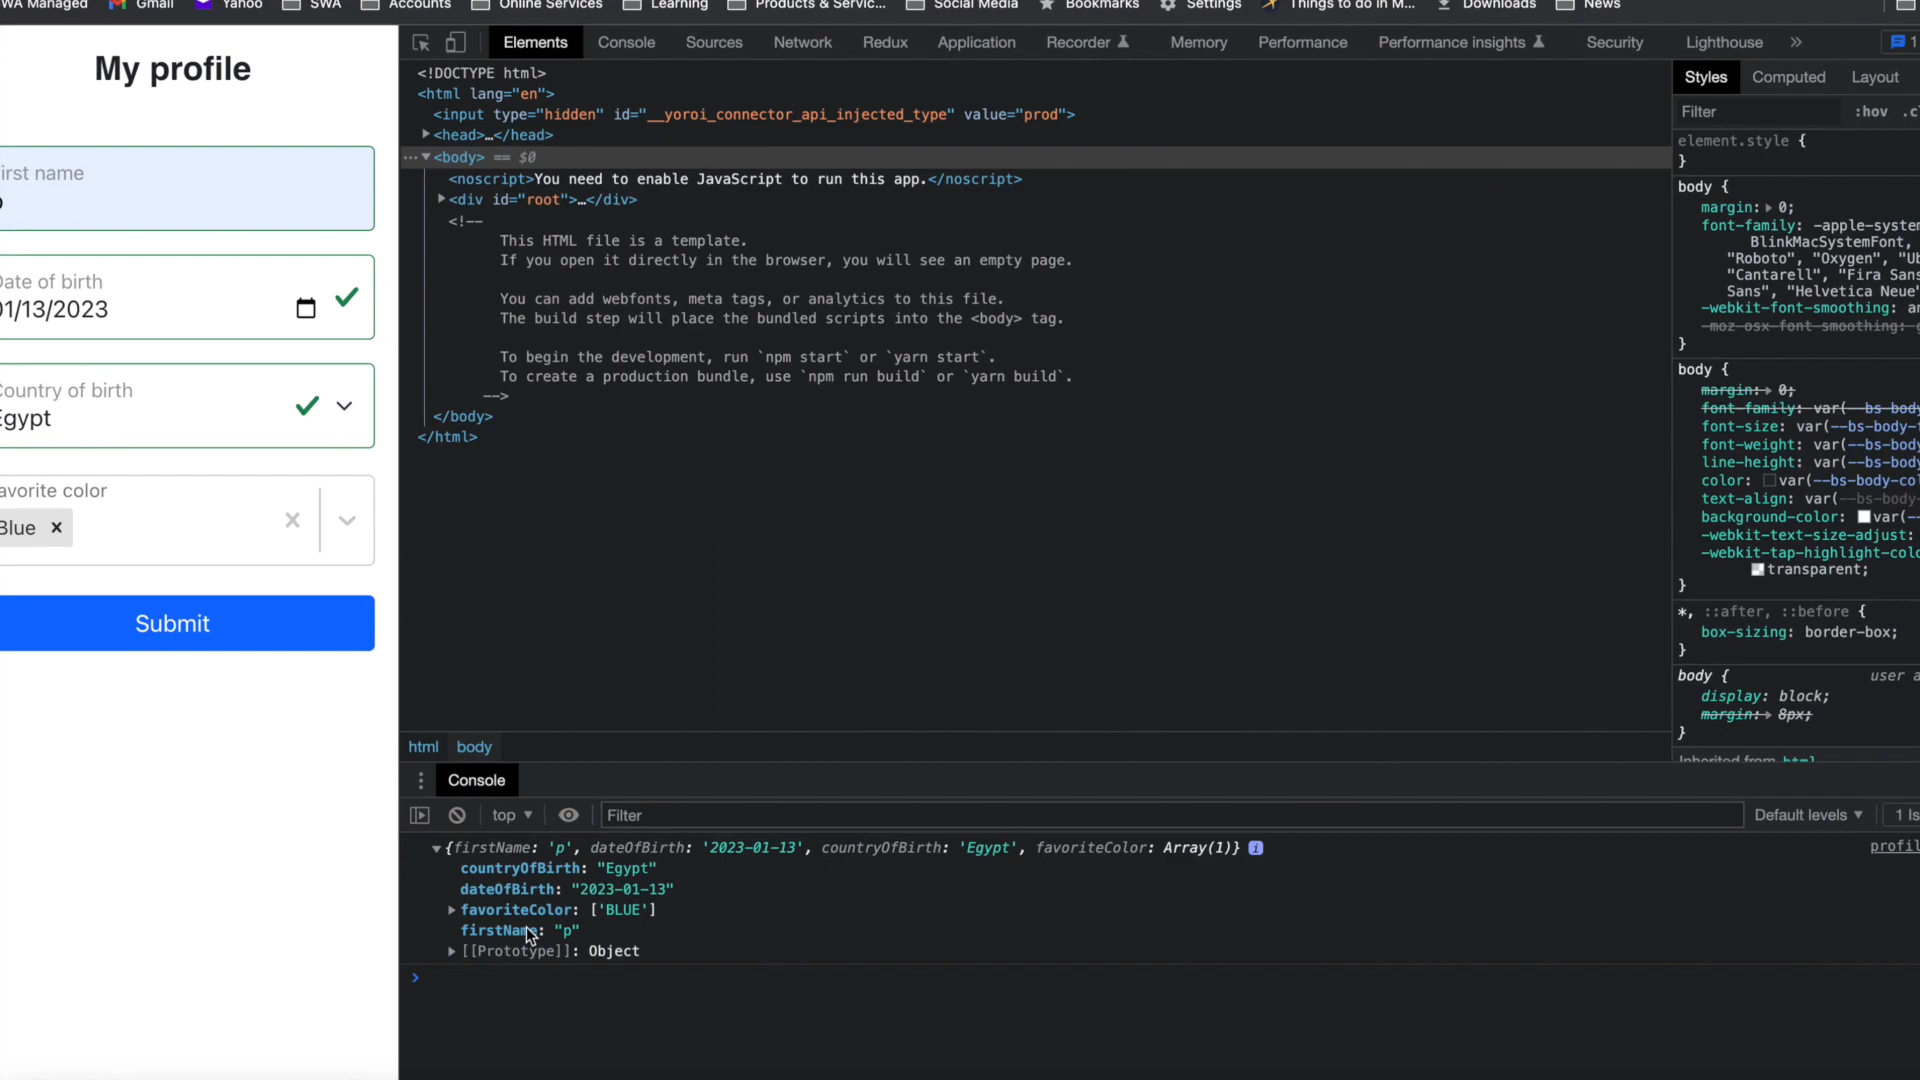 WA Managed Gmail Yahoo SWA Accounts Online Services Learning Products & Servic... Social Media Bookmarks Settings Things to do in M... Downloads News
My profile
irst name
Date of birth
01/13/2023
Country of birth
Egypt
avorite color
Blue ×
Submit
Elements Console Sources Network Redux Application Recorder Memory Performance Performance insights Security Lighthouse » 1
<!DOCTYPE html>
<html lang="en">
<input type="hidden" id="__yoroi_connector_api_injected_type" value="prod">
<head>…</head>
<body> == $0
<noscript>You need to enable JavaScript to run this app.</noscript>
<div id="root">…</div>
<!--
This HTML file is a template.
If you open it directly in the browser, you will see an empty page.
You can add webfonts, meta tags, or analytics to this file.
The build step will place the bundled scripts into the <body> tag.
To begin the development, run `npm start` or `yarn start`.
To create a production bundle, use `npm run build` or `yarn build`.
-->
</body>
</html>
html body
Styles Computed Layout
Filter :hov .c
element.style {
}
body {
margin: 0;
font-family: -apple-system
BlinkMacSystemFont,
"Roboto", "Oxygen", "Ub
"Cantarell", "Fira Sans
Sans", "Helvetica Neue"
-webkit-font-smoothing: an
-moz-osx-font-smoothing: g
}
body {
margin: 0;
font-family: var(--bs-body
font-size: var(--bs-body-f
font-weight: var(--bs-body
line-height: var(--bs-body
color: var(--bs-body-col
text-align: var(--bs-body-
background-color: var(--
-webkit-text-size-adjust:
-webkit-tap-highlight-colo
transparent;
}
*, ::after, ::before {
box-sizing: border-box;
}
body { user a
display: block;
margin: 8px;
}
Inherited from html
Console
top Filter Default levels 1 Is
{firstName: 'p', dateOfBirth: '2023-01-13', countryOfBirth: 'Egypt', favoriteColor: Array(1)} profil
countryOfBirth: "Egypt"
dateOfBirth: "2023-01-13"
favoriteColor: ['BLUE']
firstName: "p"
[[Prototype]]: Object